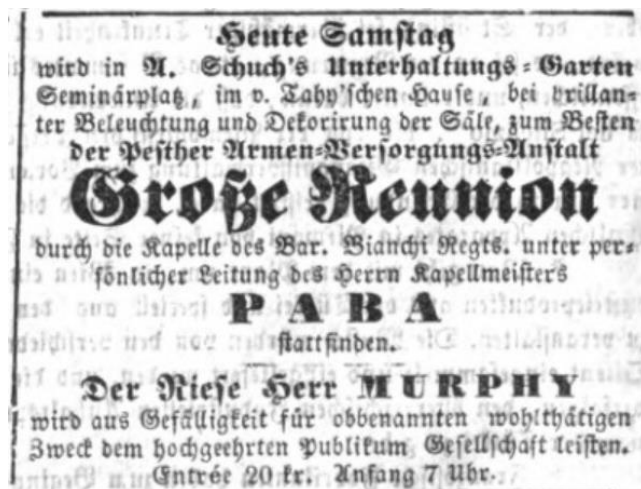 Heute Samstag
wird in A. Schuch's Unterhaltungs-Garten
Seminárplatz, im v. Tahy'schen Hause, bei brillan-
ter Beleuchtung und Dekorirung der Säle, zum Besten
der Pesther Armen-Versorgungs-Anstalt
Große Reunion
durch die Kapelle des Bar. Bianchi Regts. unter per-
sönlicher Leitung des Herrn Kapellmeisters
PABA
stattfinden.
Der Riese Herr MURPHY
wird aus Gefälligkeit für obbenannten wohlthätigen
Zweck dem hochgeehrten Publikum Gesellschaft leisten.
Entrée 20 kr. Anfang 7 Uhr.